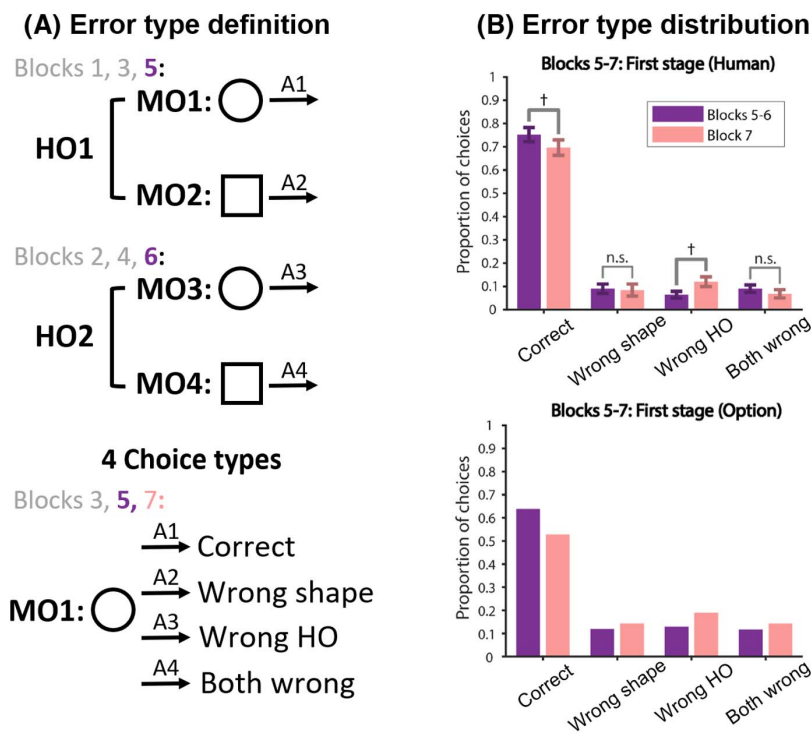 (A) Error type definition
Blocks 1, 3, 5:
HO1
MO1:
A1
MO2:
A2
Blocks 2, 4, 6:
HO2
MO3:
A3
MO4:
A4
4 Choice types
Blocks 3, 5, 7:
MO1:
A1
Correct
A2
Wrong shape
A3
Wrong HO
A4
Both wrong
(B) Error type distribution
Blocks 5-7: First stage (Human)
Proportion of choices
1
0.9
0.8
0.7
0.6
0.5
0.4
0.3
0.2
0.1
0
†
n.s.
†
n.s.
Blocks 5-6
Block 7
Correct
Wrong shape
Wrong HO
Both wrong
Blocks 5-7: First stage (Option)
Proportion of choices
1
0.9
0.8
0.7
0.6
0.5
0.4
0.3
0.2
0.1
0
Correct
Wrong shape
Wrong HO
Both wrong